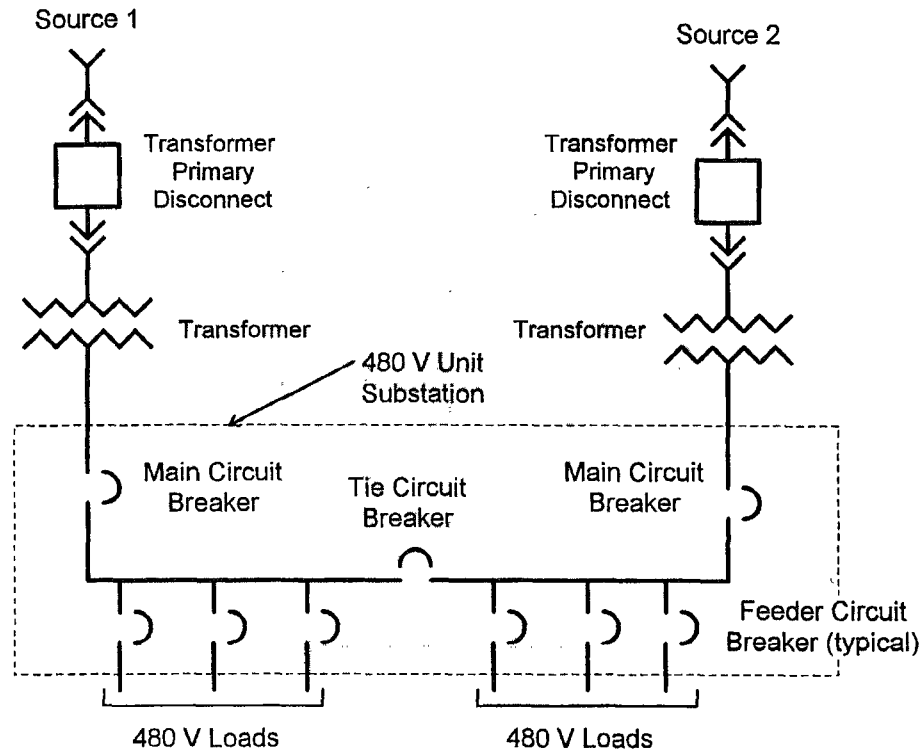 Source 1
Source 2
Transformer
Primary
Disconnect
Transformer
Primary
Disconnect
Transformer
Transformer
480 V Unit
Substation
Main Circuit
Breaker
Tie Circuit
Breaker
Main Circuit
Breaker
Feeder Circuit
Breaker (typical)
480 V Loads
480 V Loads